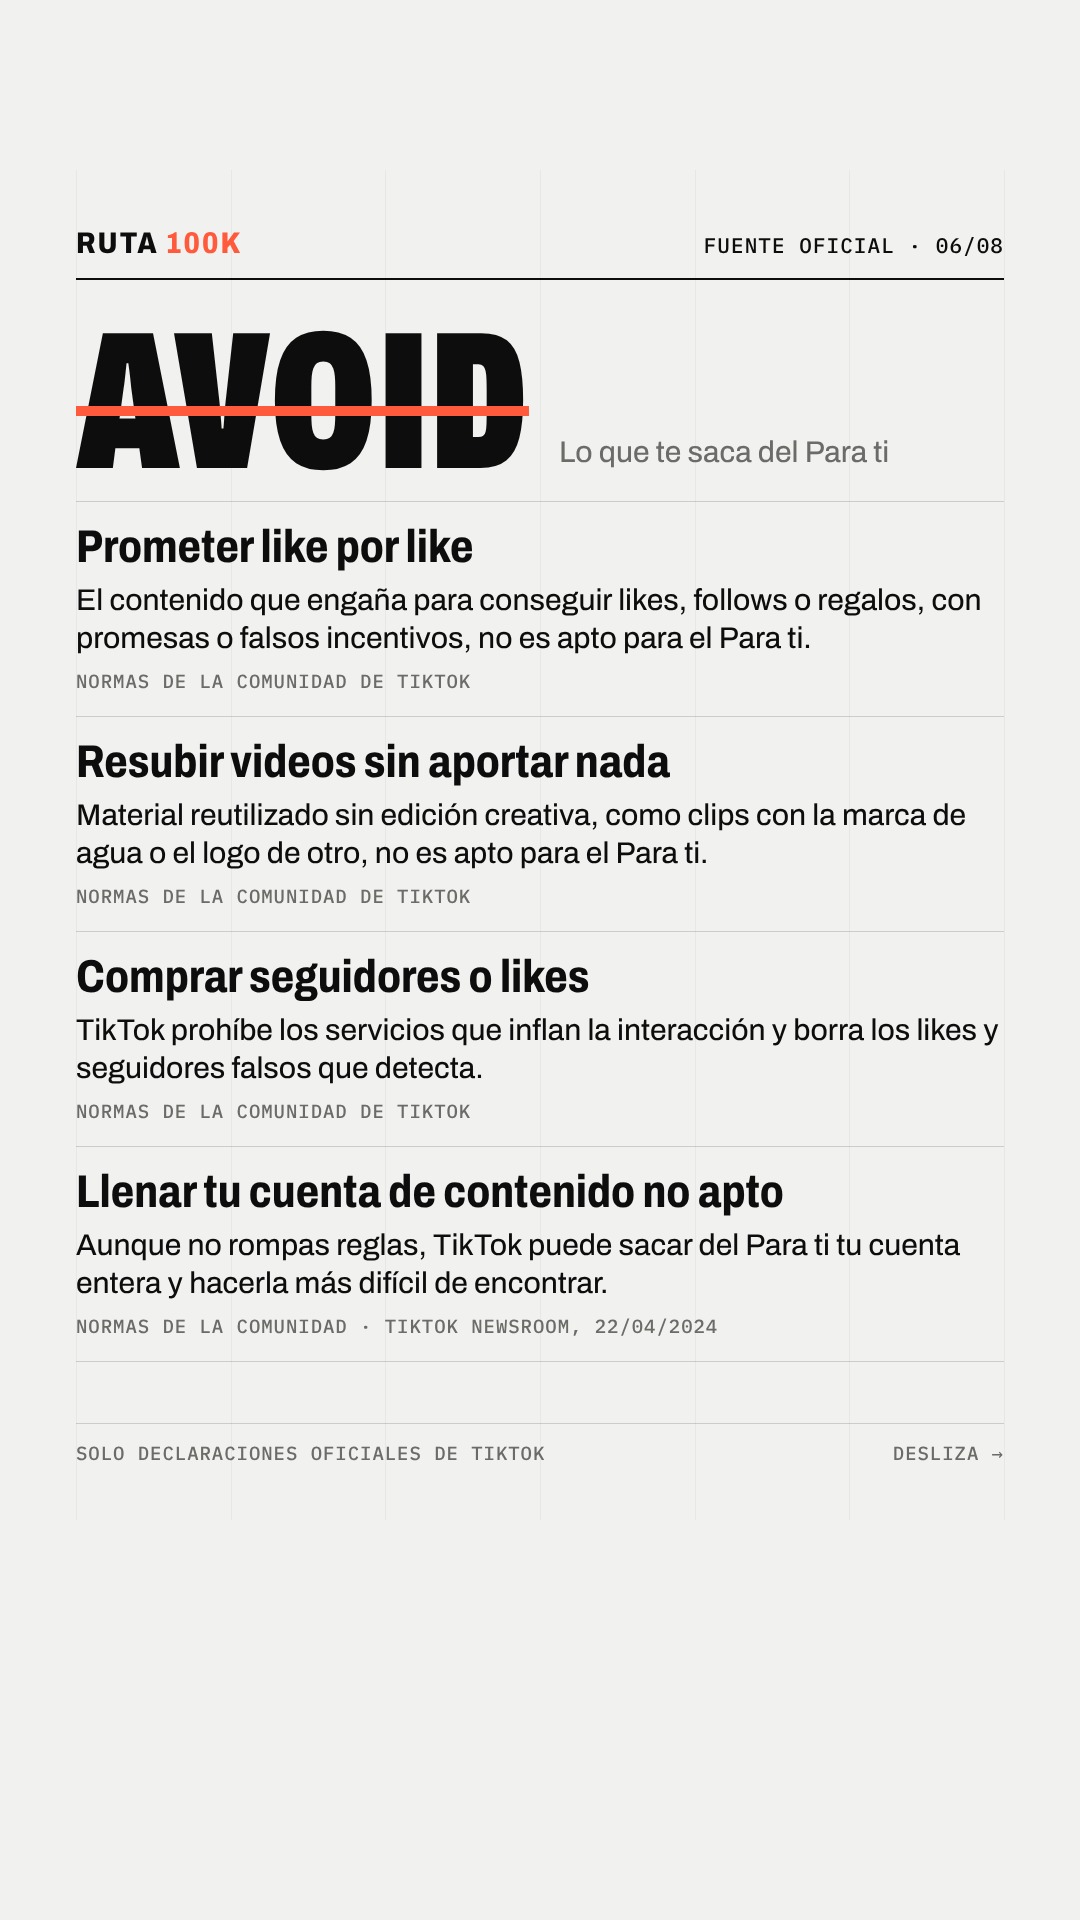 RUTA 100K
FUENTE OFICIAL · 06/08
AVOID
Lo que te saca del Para ti
Prometer like por like
El contenido que engaña para conseguir likes, follows o regalos, con
promesas o falsos incentivos, no es apto para el Para ti.
NORMAS DE LA COMUNIDAD DE TIKTOK
Resubir videos sin aportar nada
Material reutilizado sin edición creativa, como clips con la marca de
agua o el logo de otro, no es apto para el Para ti.
NORMAS DE LA COMUNIDAD DE TIKTOK
Comprar seguidores o likes
TikTok prohíbe los servicios que inflan la interacción y borra los likes y
seguidores falsos que detecta.
NORMAS DE LA COMUNIDAD DE TIKTOK
Llenar tu cuenta de contenido no apto
Aunque no rompas reglas, TikTok puede sacar del Para ti tu cuenta
entera y hacerla más difícil de encontrar.
NORMAS DE LA COMUNIDAD · TIKTOK NEWSROOM, 22/04/2024
SOLO DECLARACIONES OFICIALES DE TIKTOK
DESLIZA →